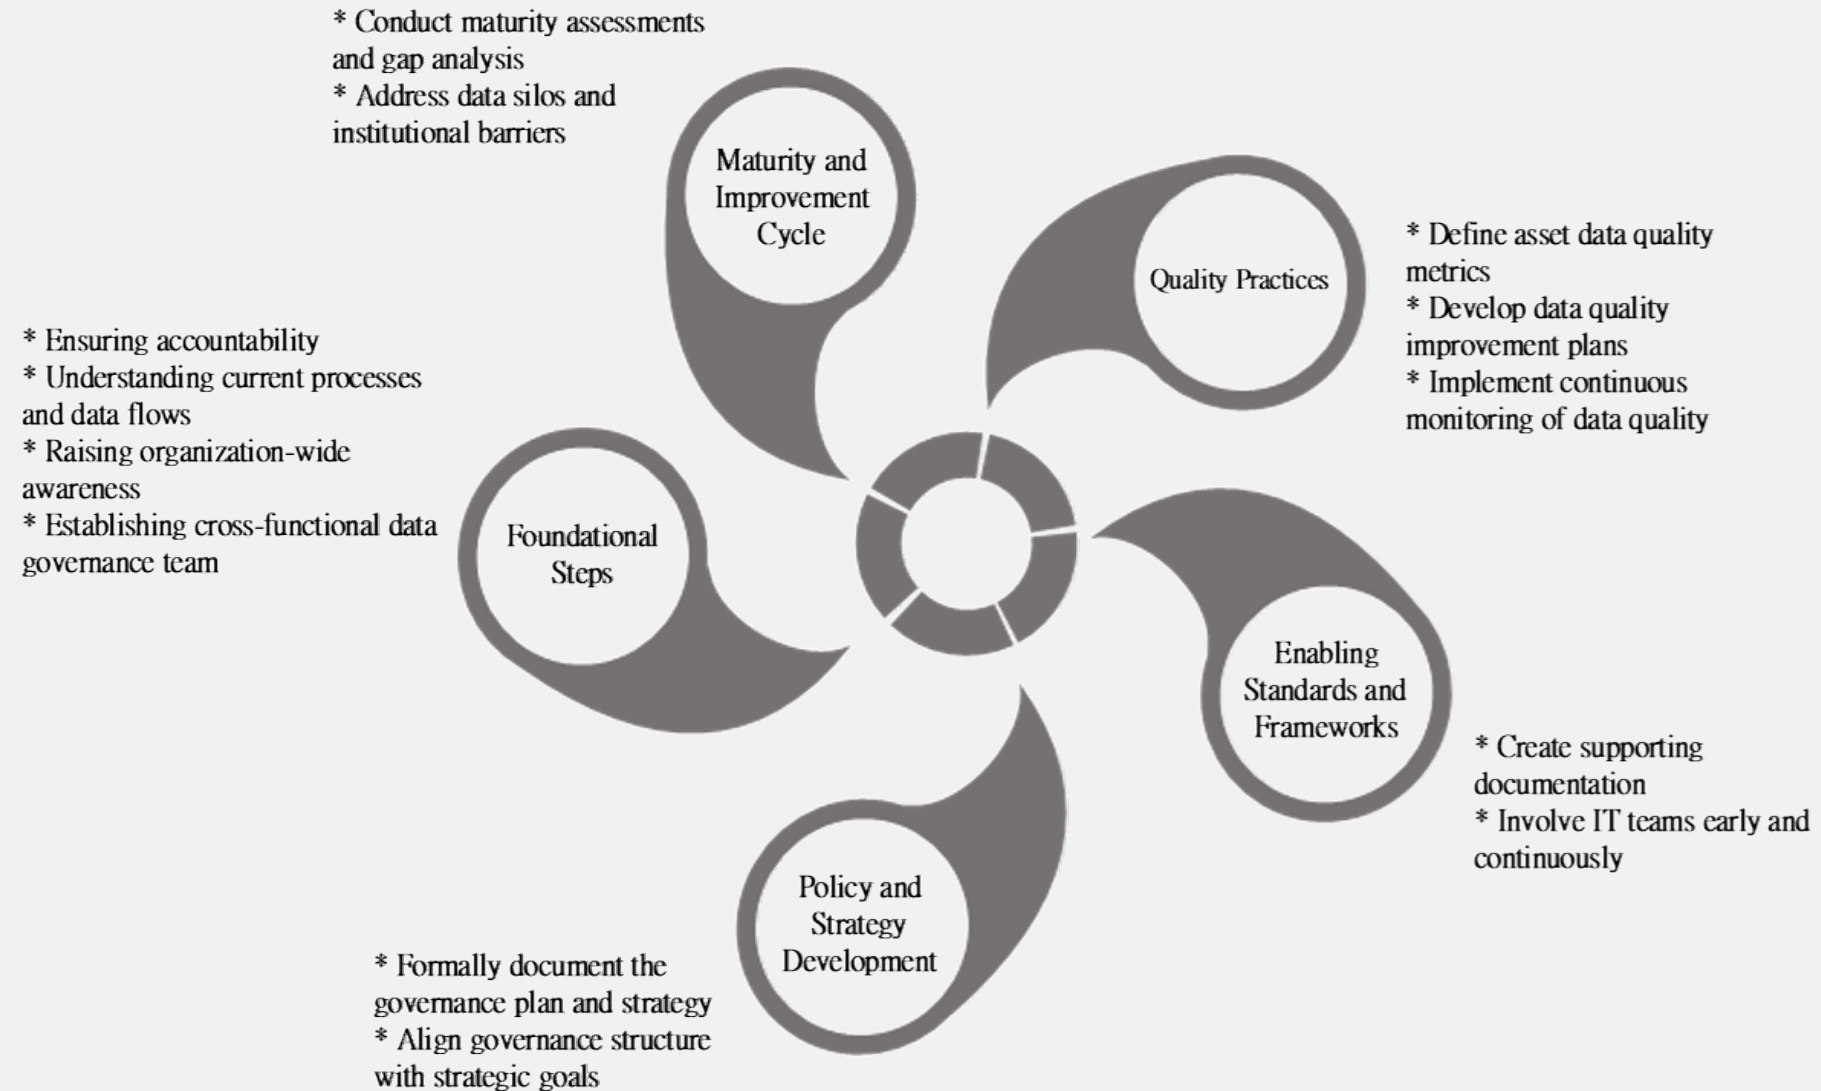 * Conduct maturity assessments
and gap analysis
* Address data silos and
institutional barriers
Maturity and
Improvement
Cycle
Quality Practices
* Define asset data quality
metrics
* Develop data quality
improvement plans
* Implement continuous
monitoring of data quality
* Ensuring accountability
* Understanding current processes
and data flows
* Raising organization-wide
awareness
* Establishing cross-functional data
governance team
Foundational
Steps
Enabling
Standards and
Frameworks
* Create supporting
documentation
* Involve IT teams early and
continuously
Policy and
Strategy
Development
* Formally document the
governance plan and strategy
* Align governance structure
with strategic goals